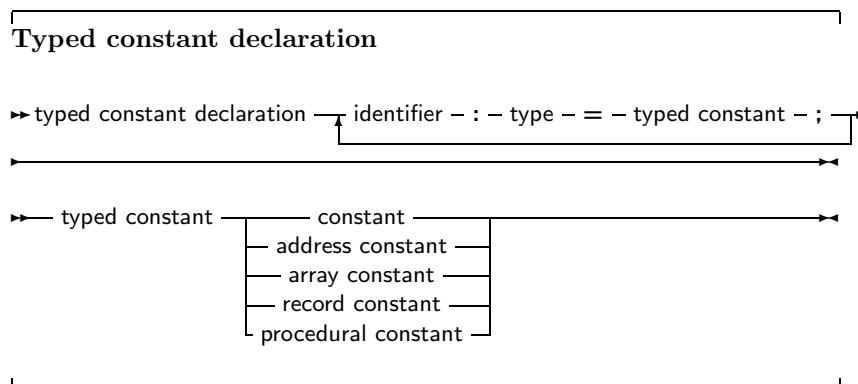 Typed constant declaration
typed constant declaration identifier : type = typed constant ;
typed constant constant
address constant
array constant
record constant
procedural constant